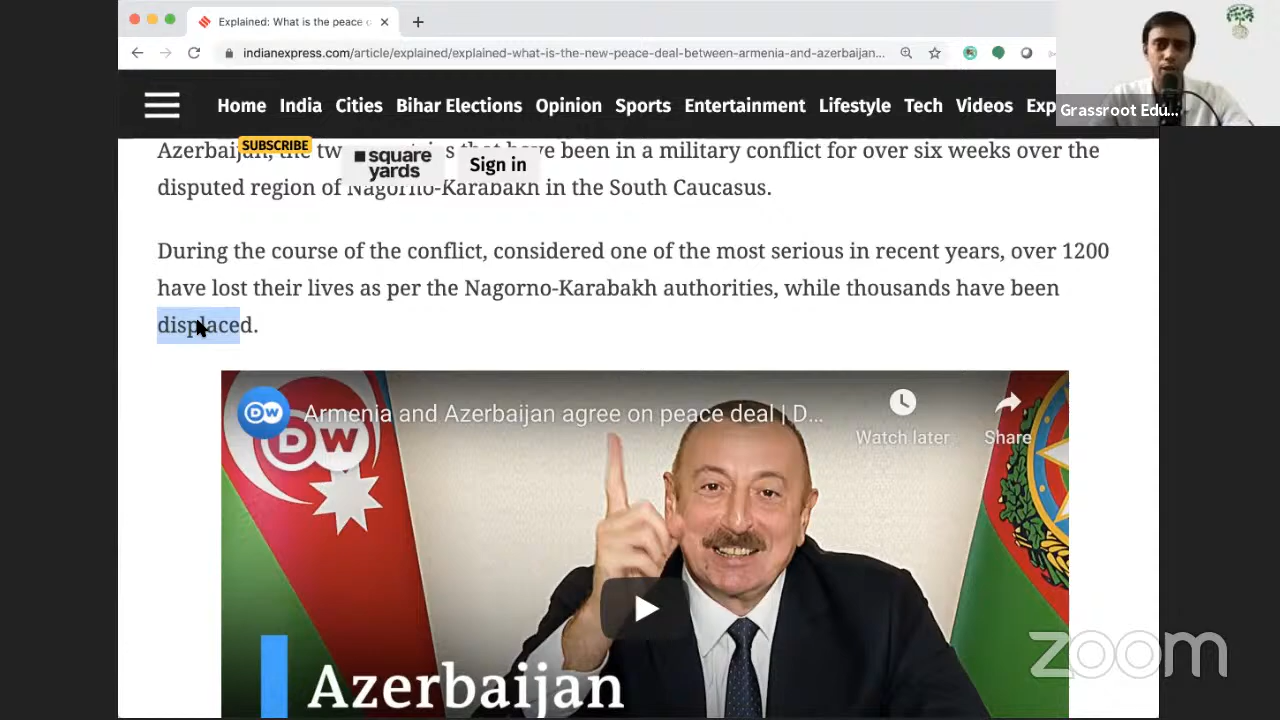 Explained: What is the peace
indianexpress.com/article/explained/explained-what-is-the-new-peace-deal-between-armenia-and-azerbaijan...
Grassroot Edu...
Home India Cities Bihar Elections Opinion Sports Entertainment Lifestyle Tech Videos Exp
SUBSCRIBE
square
yards
Sign in
Azerbaijan, the tw s that have been in a military conflict for over six weeks over the
disputed region of Nagorno-Karabakh in the South Caucasus.
During the course of the conflict, considered one of the most serious in recent years, over 1200
have lost their lives as per the Nagorno-Karabakh authorities, while thousands have been
displaced.
DW
Armenia and Azerbaijan agree on peace deal | D...
Watch later
Share
DW
Azerbaijan
zoom